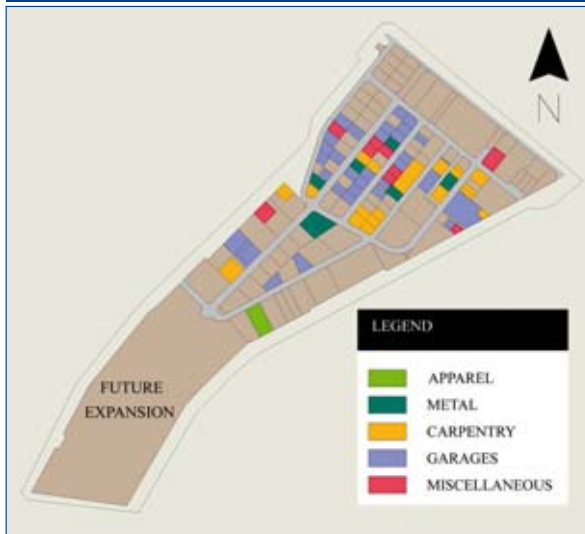 N
FUTURE
EXPANSION
LEGEND
APPAREL
METAL
CARPENTRY
GARAGES
MISCELLANEOUS